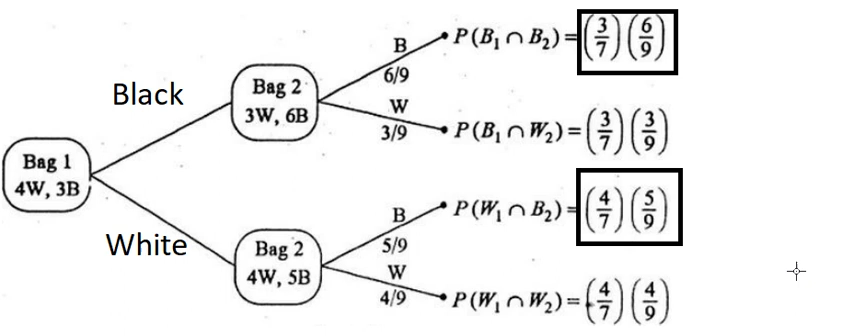 B P(B₁ ∩ B₂) = (3/7) (6/9)
6/9
Black
Bag 2
3W, 6B
W
3/9 P(B₁ ∩ W₂) = (3/7) (3/9)
Bag 1
4W, 3B
B P(W₁ ∩ B₂) = (4/7) (5/9)
5/9
White
Bag 2
4W, 5B
W
4/9 P(W₁ ∩ W₂) = (4/7) (4/9)